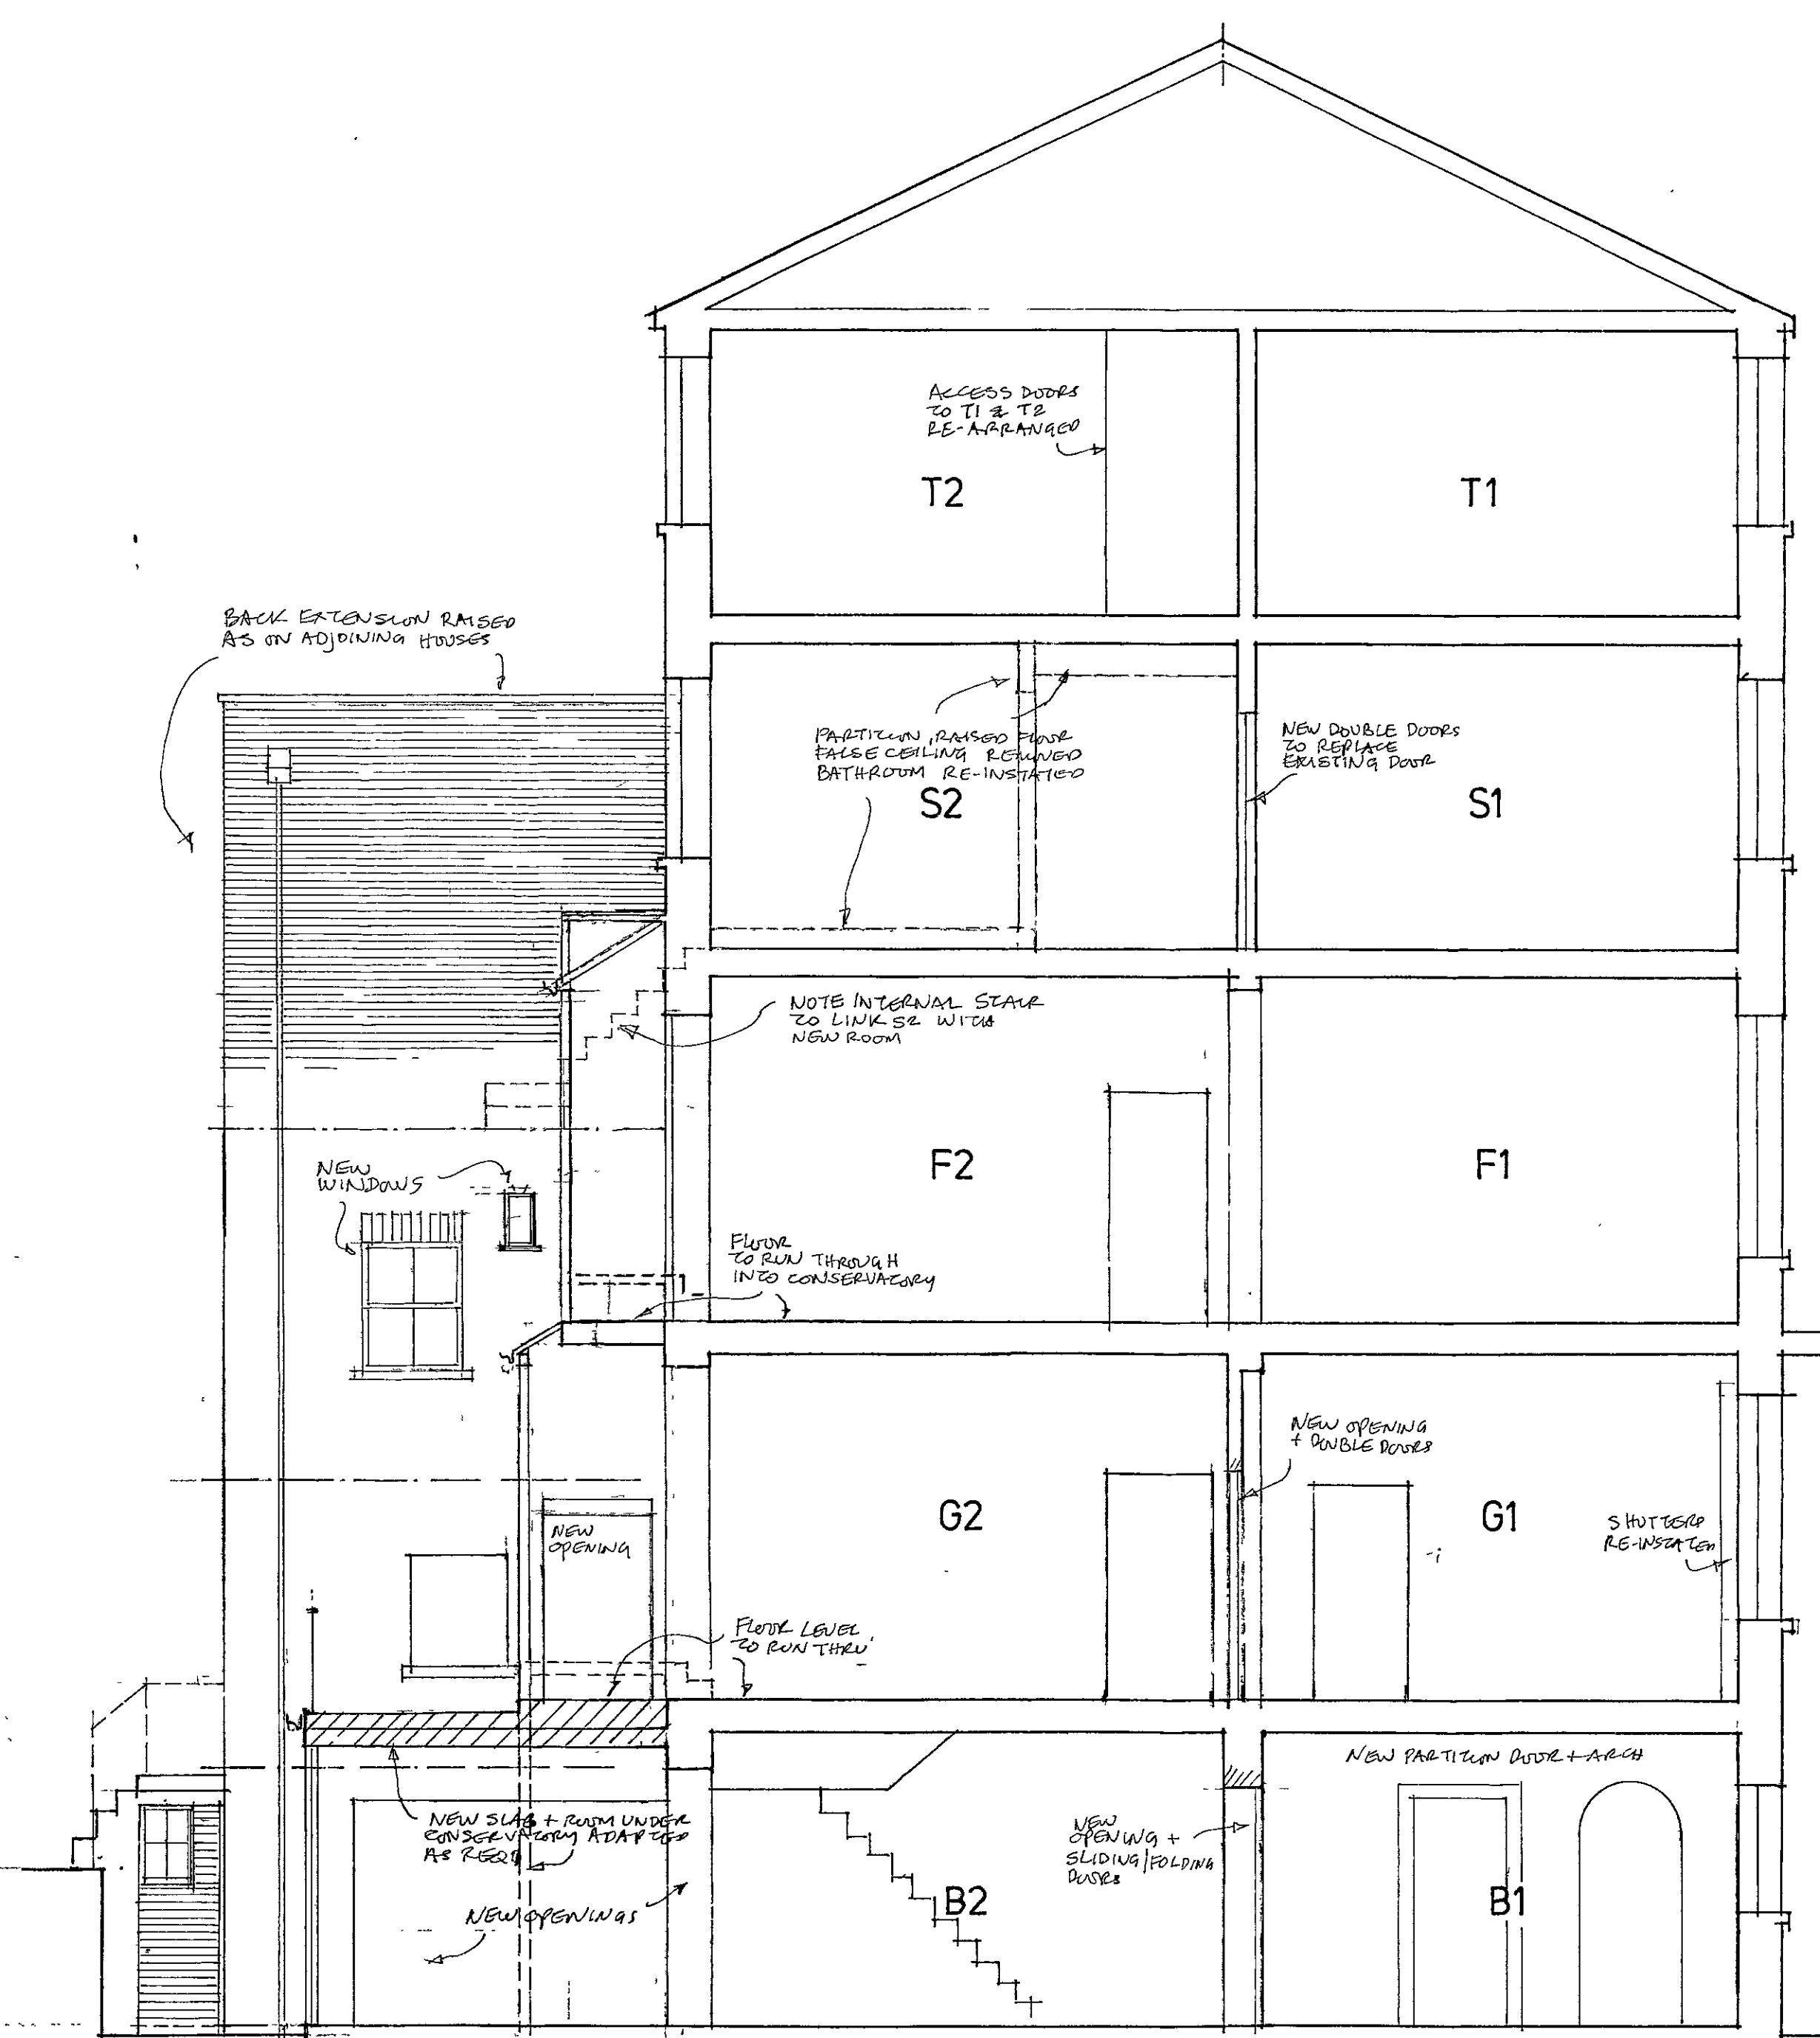 ACCESS DOORS
TO T1 & T2
RE-ARRANGED
T2
T1
BACK EXTENSION RAISED
AS ON ADJOINING HOUSES
PARTITION, RAISED FLOOR
FALSE CEILING REMOVED
BATHROOM RE-INSTATED
S2
NEW DOUBLE DOORS
TO REPLACE
EXISTING DOOR
S1
NOTE INTERNAL STAIR
TO LINK S2 WITH
NEW ROOM
NEW
WINDOWS
F2
F1
FLOOR
TO RUN THROUGH
INTO CONSERVATORY
NEW OPENING
+ DOUBLE DOORS
NEW
OPENING
G2
G1
SHUTTERS
RE-INSTATED
FLOOR LEVEL
TO RUN THRU'
NEW PARTITION DOOR + ARCH
NEW SLAB + ROOM UNDER
CONSERVATORY ADAPTED
AS REQD
NEW
OPENING +
SLIDING/FOLDING
DOORS
NEW OPENINGS
B2
B1